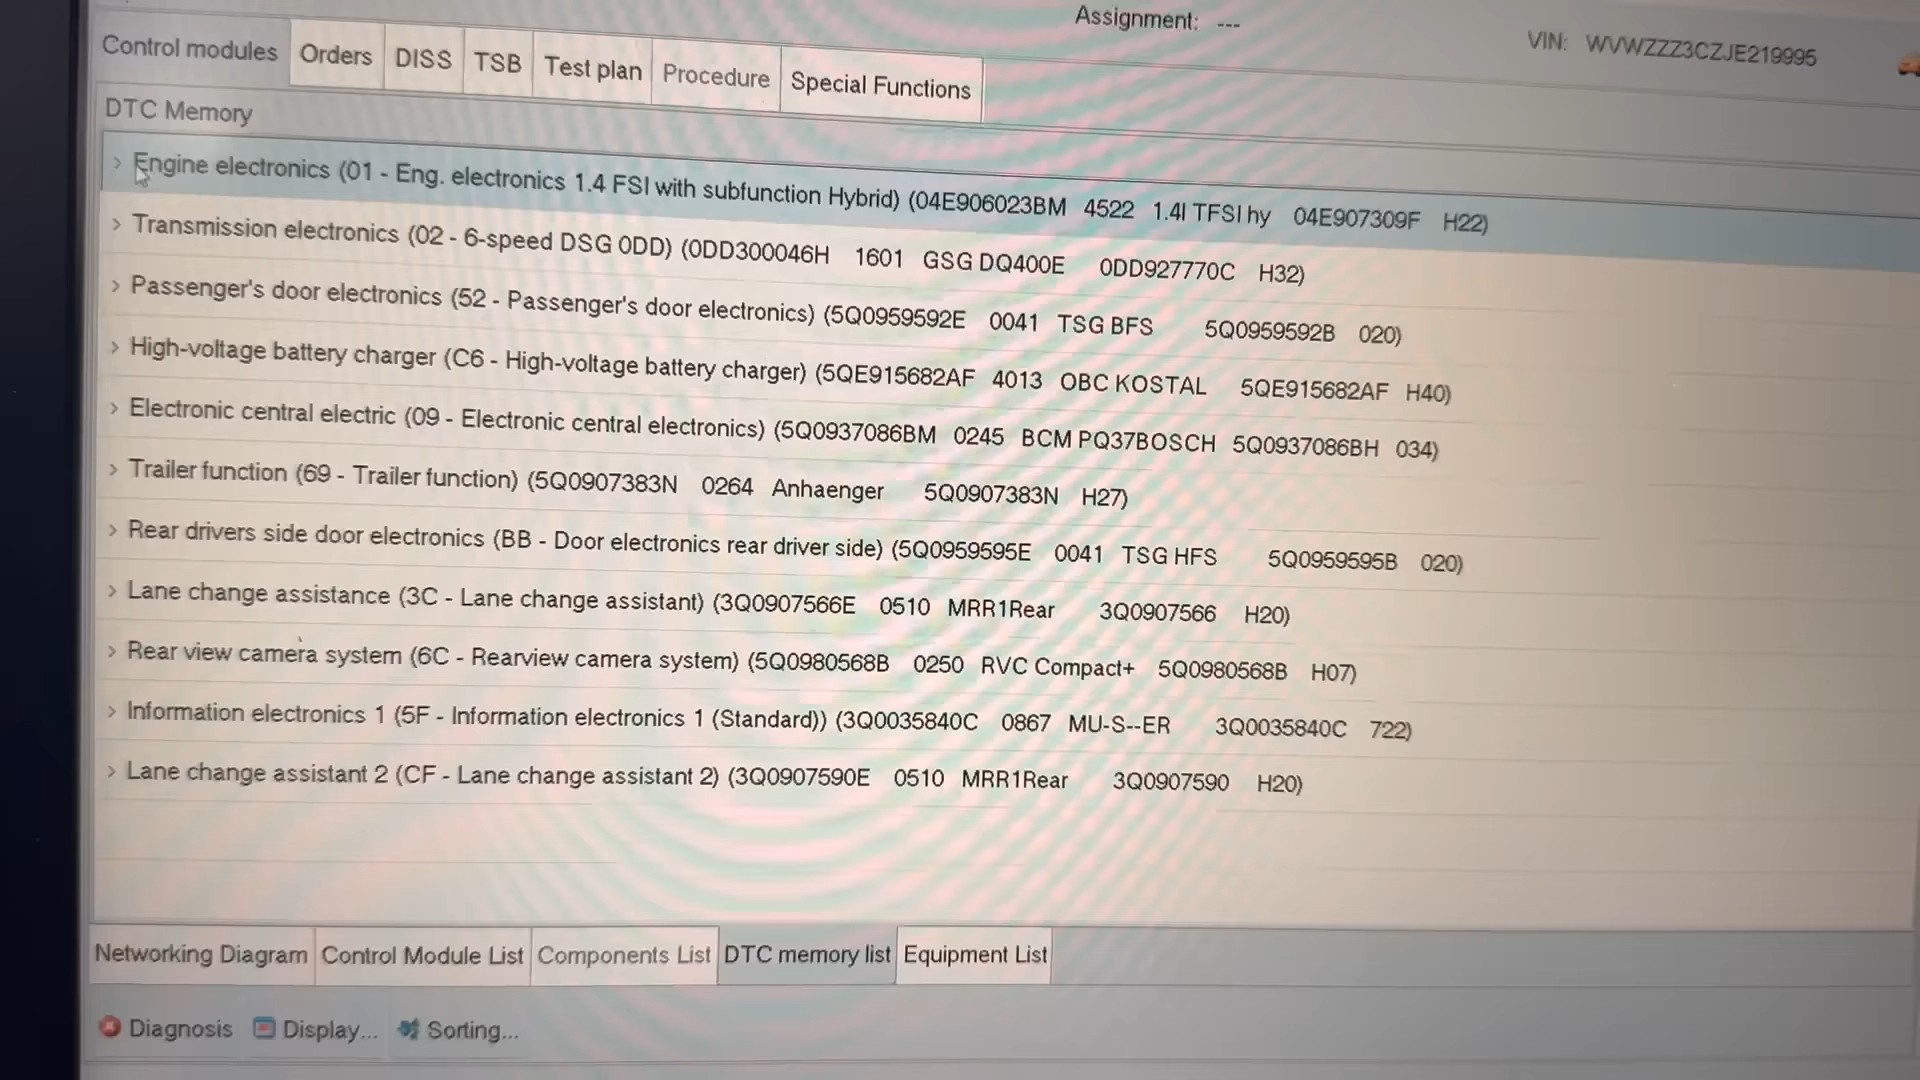 Assignment: ---
VIN: WVWZZZ3CZJE219995
Control modules Orders DISS TSB Test plan Procedure Special Functions
DTC Memory
Engine electronics (01 - Eng. electronics 1.4 FSI with subfunction Hybrid) (04E906023BM 4522 1.4l TFSI hy 04E907309F H22)
Transmission electronics (02 - 6-speed DSG 0DD) (0DD300046H 1601 GSG DQ400E 0DD927770C H32)
Passenger's door electronics (52 - Passenger's door electronics) (5Q0959592E 0041 TSG BFS 5Q0959592B 020)
High-voltage battery charger (C6 - High-voltage battery charger) (5QE915682AF 4013 OBC KOSTAL 5QE915682AF H40)
Electronic central electric (09 - Electronic central electronics) (5Q0937086BM 0245 BCM PQ37BOSCH 5Q0937086BH 034)
Trailer function (69 - Trailer function) (5Q0907383N 0264 Anhaenger 5Q0907383N H27)
Rear drivers side door electronics (BB - Door electronics rear driver side) (5Q0959595E 0041 TSG HFS 5Q0959595B 020)
Lane change assistance (3C - Lane change assistant) (3Q0907566E 0510 MRR1Rear 3Q0907566 H20)
Rear view camera system (6C - Rearview camera system) (5Q0980568B 0250 RVC Compact+ 5Q0980568B H07)
Information electronics 1 (5F - Information electronics 1 (Standard)) (3Q0035840C 0867 MU-S--ER 3Q0035840C 722)
Lane change assistant 2 (CF - Lane change assistant 2) (3Q0907590E 0510 MRR1Rear 3Q0907590 H20)
Networking Diagram Control Module List Components List DTC memory list Equipment List
Diagnosis Display... Sorting...